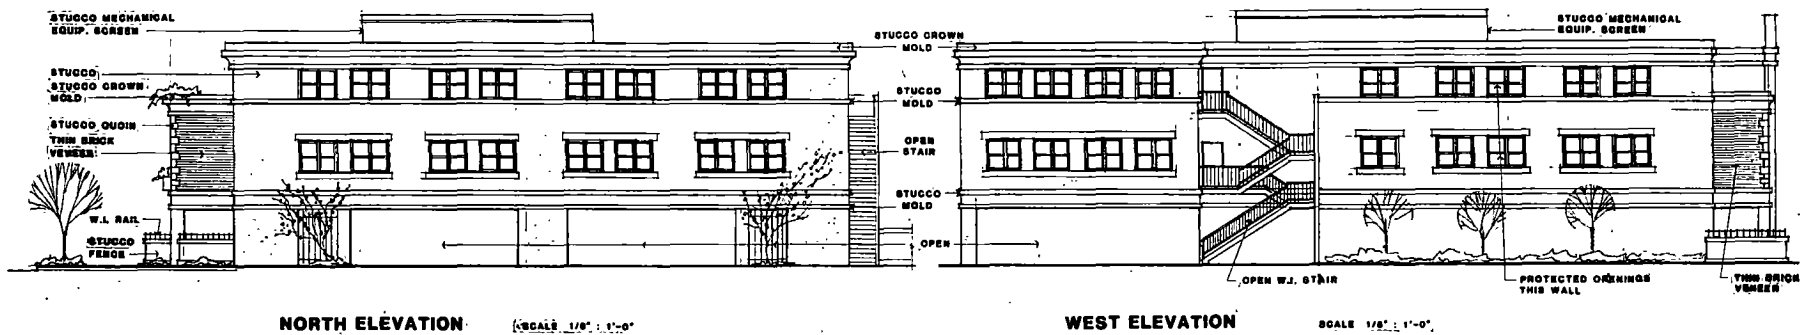 STUCCO MECHANICAL
EQUIP. SCREEN
STUCCO
STUCCO CROWN
MOLD
STUCCO QUOIN
THIN BRICK
VENEER
W.I. RAIL
STUCCO
FENCE
STUCCO CROWN
MOLD
STUCCO
MOLD
OPEN
STAIR
STUCCO
MOLD
OPEN
STUCCO MECHANICAL
EQUIP. SCREEN
OPEN W.I. STAIR
PROTECTED OPENINGS
THIS WALL
THIN BRICK
VENEER
NORTH ELEVATION
SCALE 1/8" : 1'-0"
WEST ELEVATION
SCALE 1/8" : 1'-0"